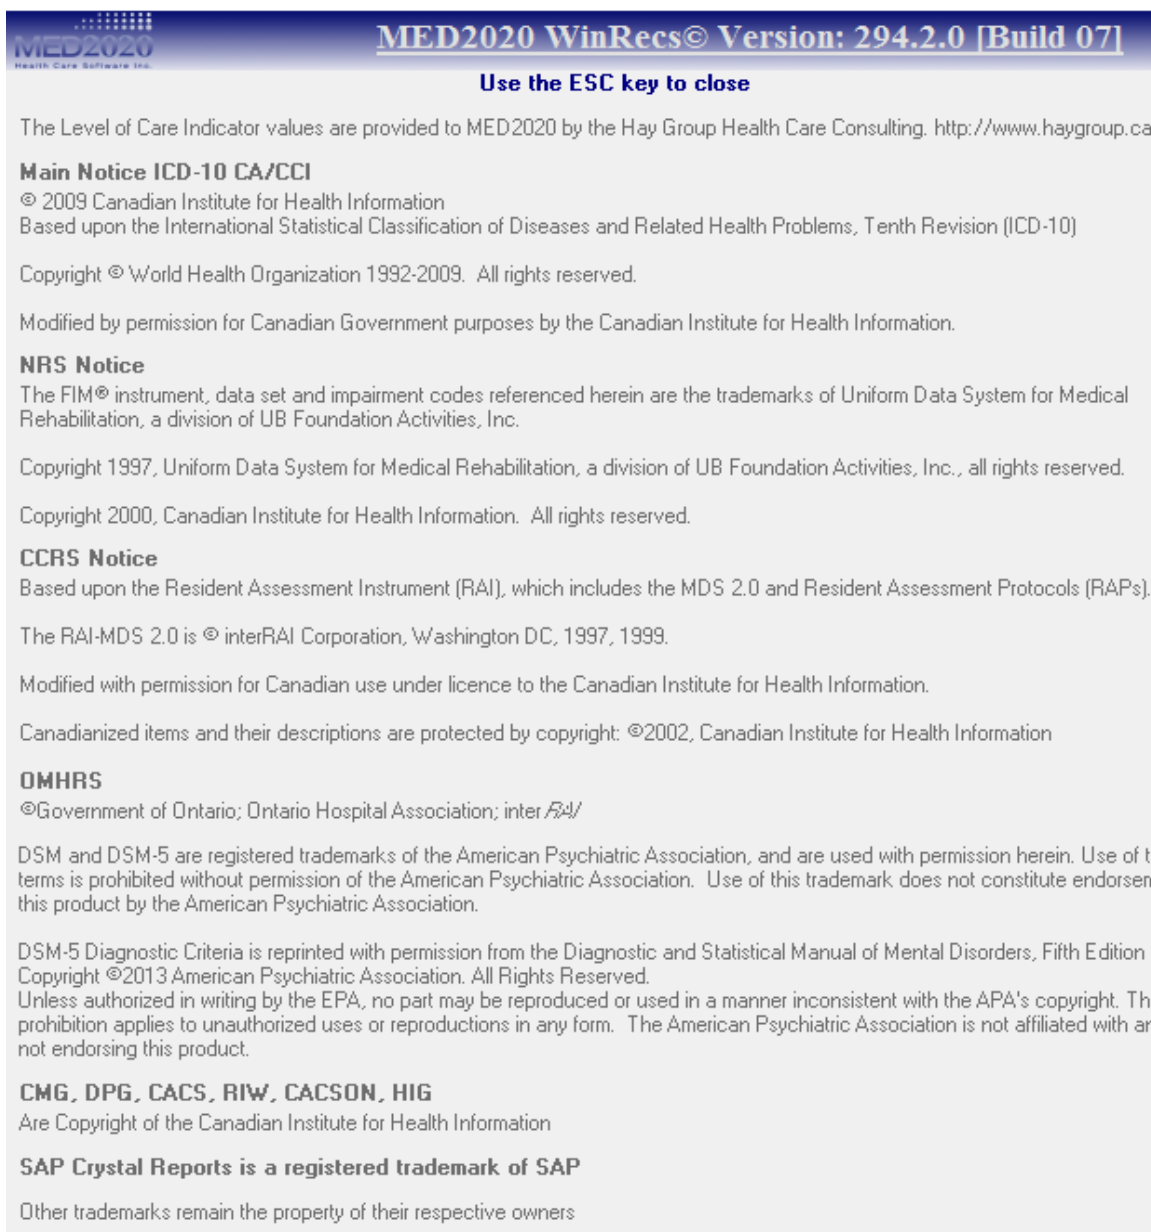 MED2020
Health Care Software Inc.
MED2020 WinRecs© Version: 294.2.0 [Build 07]
Use the ESC key to close
The Level of Care Indicator values are provided to MED2020 by the Hay Group Health Care Consulting. http://www.haygroup.ca
Main Notice ICD-10 CA/CCI
© 2009 Canadian Institute for Health Information
Based upon the International Statistical Classification of Diseases and Related Health Problems, Tenth Revision (ICD-10)
Copyright © World Health Organization 1992-2009.  All rights reserved.
Modified by permission for Canadian Government purposes by the Canadian Institute for Health Information.
NRS Notice
The FIM® instrument, data set and impairment codes referenced herein are the trademarks of Uniform Data System for Medical
Rehabilitation, a division of UB Foundation Activities, Inc.
Copyright 1997, Uniform Data System for Medical Rehabilitation, a division of UB Foundation Activities, Inc., all rights reserved.
Copyright 2000, Canadian Institute for Health Information.  All rights reserved.
CCRS Notice
Based upon the Resident Assessment Instrument (RAI), which includes the MDS 2.0 and Resident Assessment Protocols (RAPs).
The RAI-MDS 2.0 is © interRAI Corporation, Washington DC, 1997, 1999.
Modified with permission for Canadian use under licence to the Canadian Institute for Health Information.
Canadianized items and their descriptions are protected by copyright: ©2002, Canadian Institute for Health Information
OMHRS
©Government of Ontario; Ontario Hospital Association; inter RAI
DSM and DSM-5 are registered trademarks of the American Psychiatric Association, and are used with permission herein. Use of t
terms is prohibited without permission of the American Psychiatric Association.  Use of this trademark does not constitute endorsen
this product by the American Psychiatric Association.
DSM-5 Diagnostic Criteria is reprinted with permission from the Diagnostic and Statistical Manual of Mental Disorders, Fifth Edition
Copyright ©2013 American Psychiatric Association. All Rights Reserved.
Unless authorized in writing by the EPA, no part may be reproduced or used in a manner inconsistent with the APA's copyright. Th
prohibition applies to unauthorized uses or reproductions in any form.  The American Psychiatric Association is not affiliated with an
not endorsing this product.
CMG, DPG, CACS, RIW, CACSON, HIG
Are Copyright of the Canadian Institute for Health Information
SAP Crystal Reports is a registered trademark of SAP
Other trademarks remain the property of their respective owners